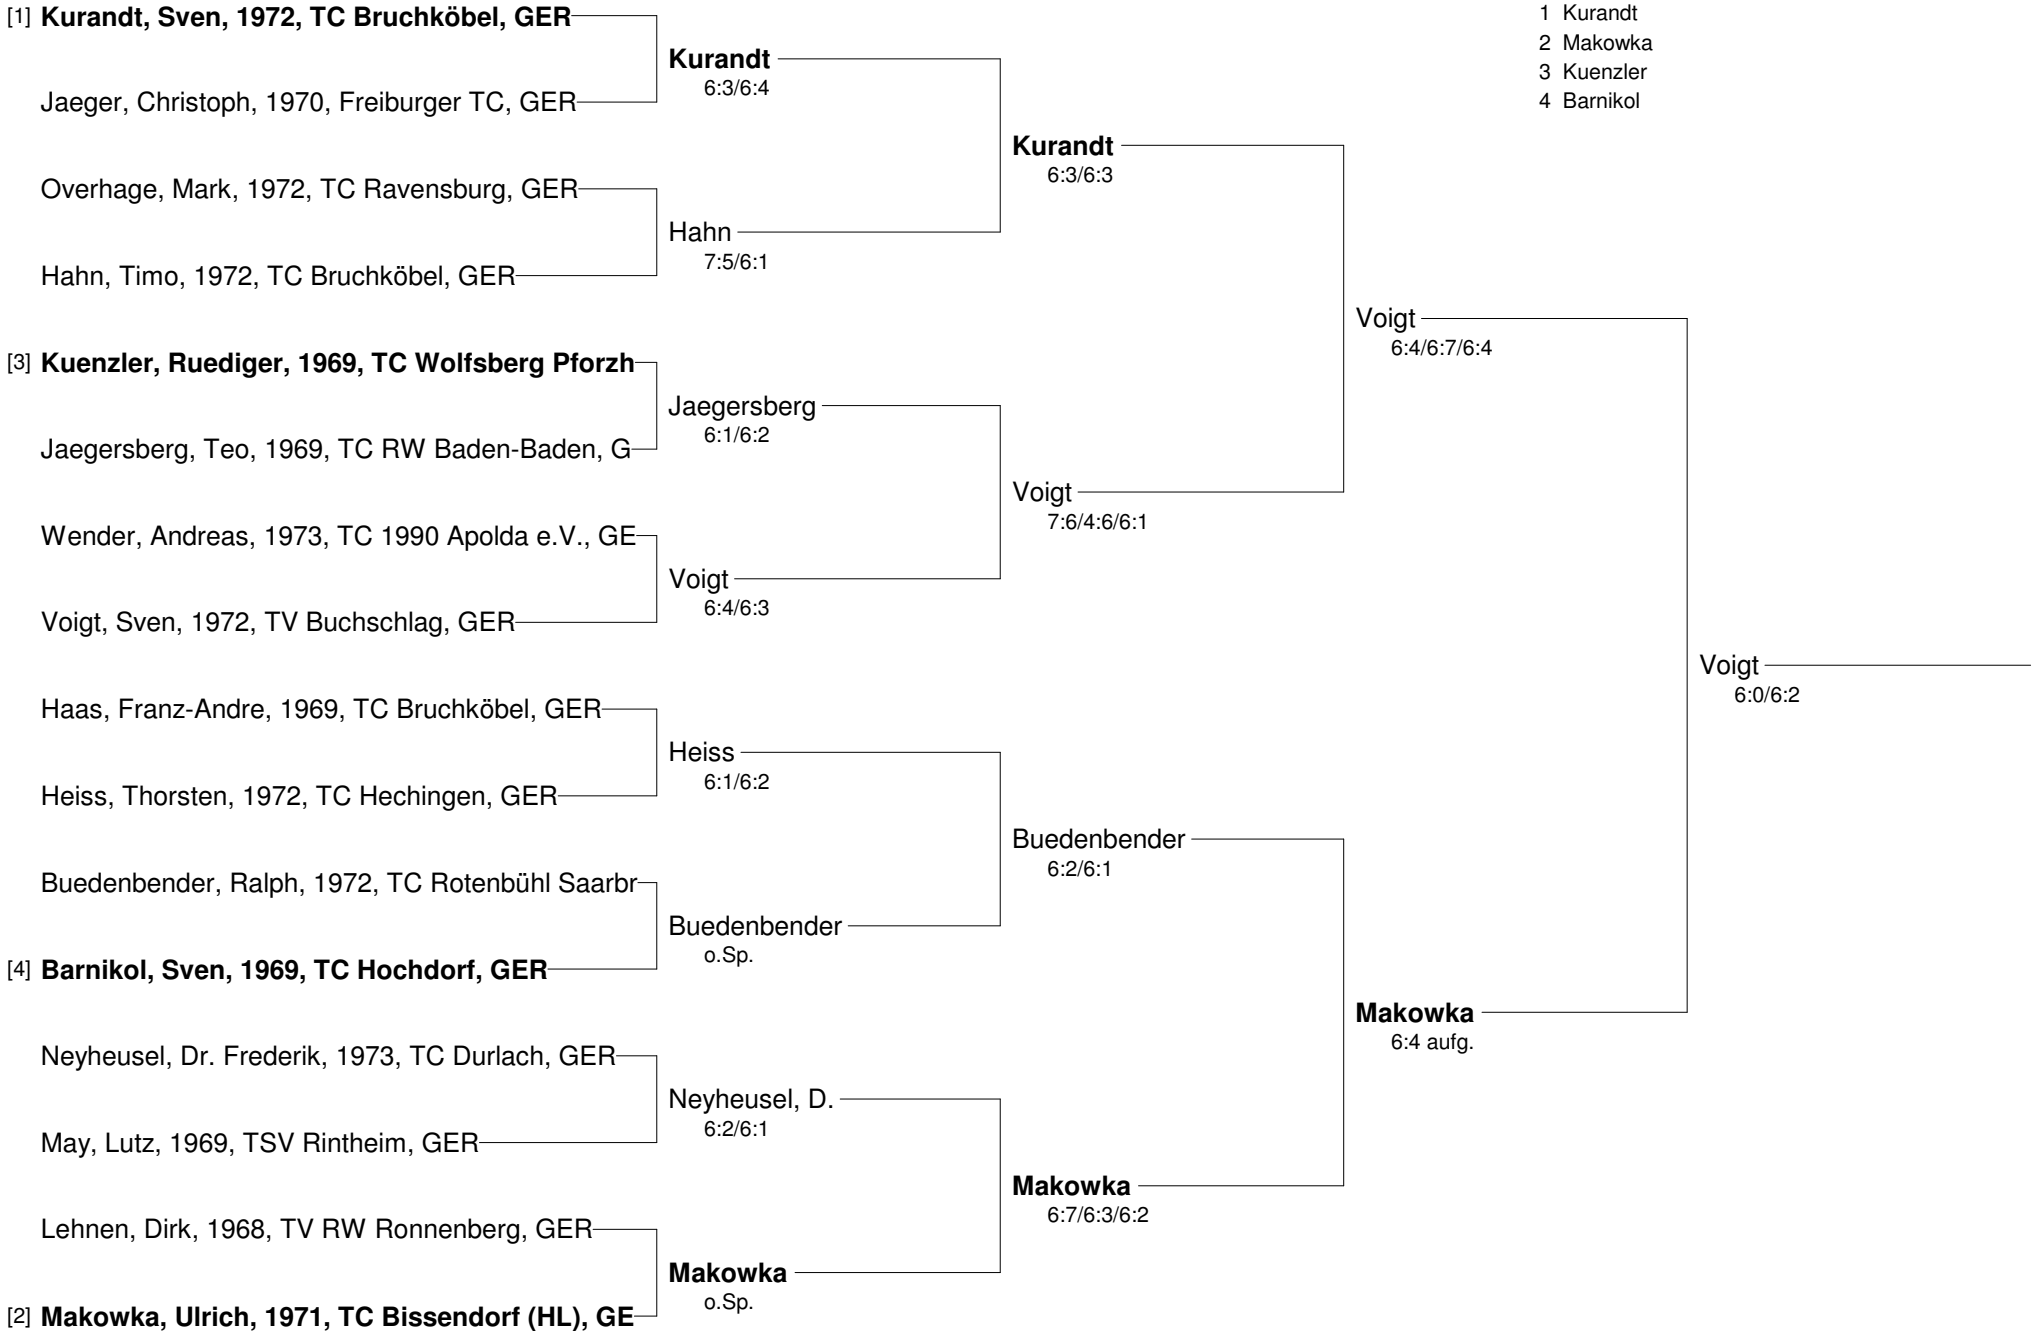 [1] Kurandt, Sven, 1972, TC Bruchköbel, GER
Jaeger, Christoph, 1970, Freiburger TC, GER
Overhage, Mark, 1972, TC Ravensburg, GER
Hahn, Timo, 1972, TC Bruchköbel, GER
[3] Kuenzler, Ruediger, 1969, TC Wolfsberg Pforzh
Jaegersberg, Teo, 1969, TC RW Baden-Baden, G
Wender, Andreas, 1973, TC 1990 Apolda e.V., GE
Voigt, Sven, 1972, TV Buchschlag, GER
Haas, Franz-Andre, 1969, TC Bruchköbel, GER
Heiss, Thorsten, 1972, TC Hechingen, GER
Buedenbender, Ralph, 1972, TC Rotenbühl Saarbr
[4] Barnikol, Sven, 1969, TC Hochdorf, GER
Neyheusel, Dr. Frederik, 1973, TC Durlach, GER
May, Lutz, 1969, TSV Rintheim, GER
Lehnen, Dirk, 1968, TV RW Ronnenberg, GER
[2] Makowka, Ulrich, 1971, TC Bissendorf (HL), GE
Kurandt
6:3/6:4
Hahn
7:5/6:1
Jaegersberg
6:1/6:2
Voigt
6:4/6:3
Heiss
6:1/6:2
Buedenbender
o.Sp.
Neyheusel, D.
6:2/6:1
Makowka
o.Sp.
Kurandt
6:3/6:3
Voigt
7:6/4:6/6:1
Buedenbender
6:2/6:1
Makowka
6:7/6:3/6:2
Voigt
6:4/6:7/6:4
Makowka
6:4 aufg.
Voigt
6:0/6:2
1 Kurandt
2 Makowka
3 Kuenzler
4 Barnikol